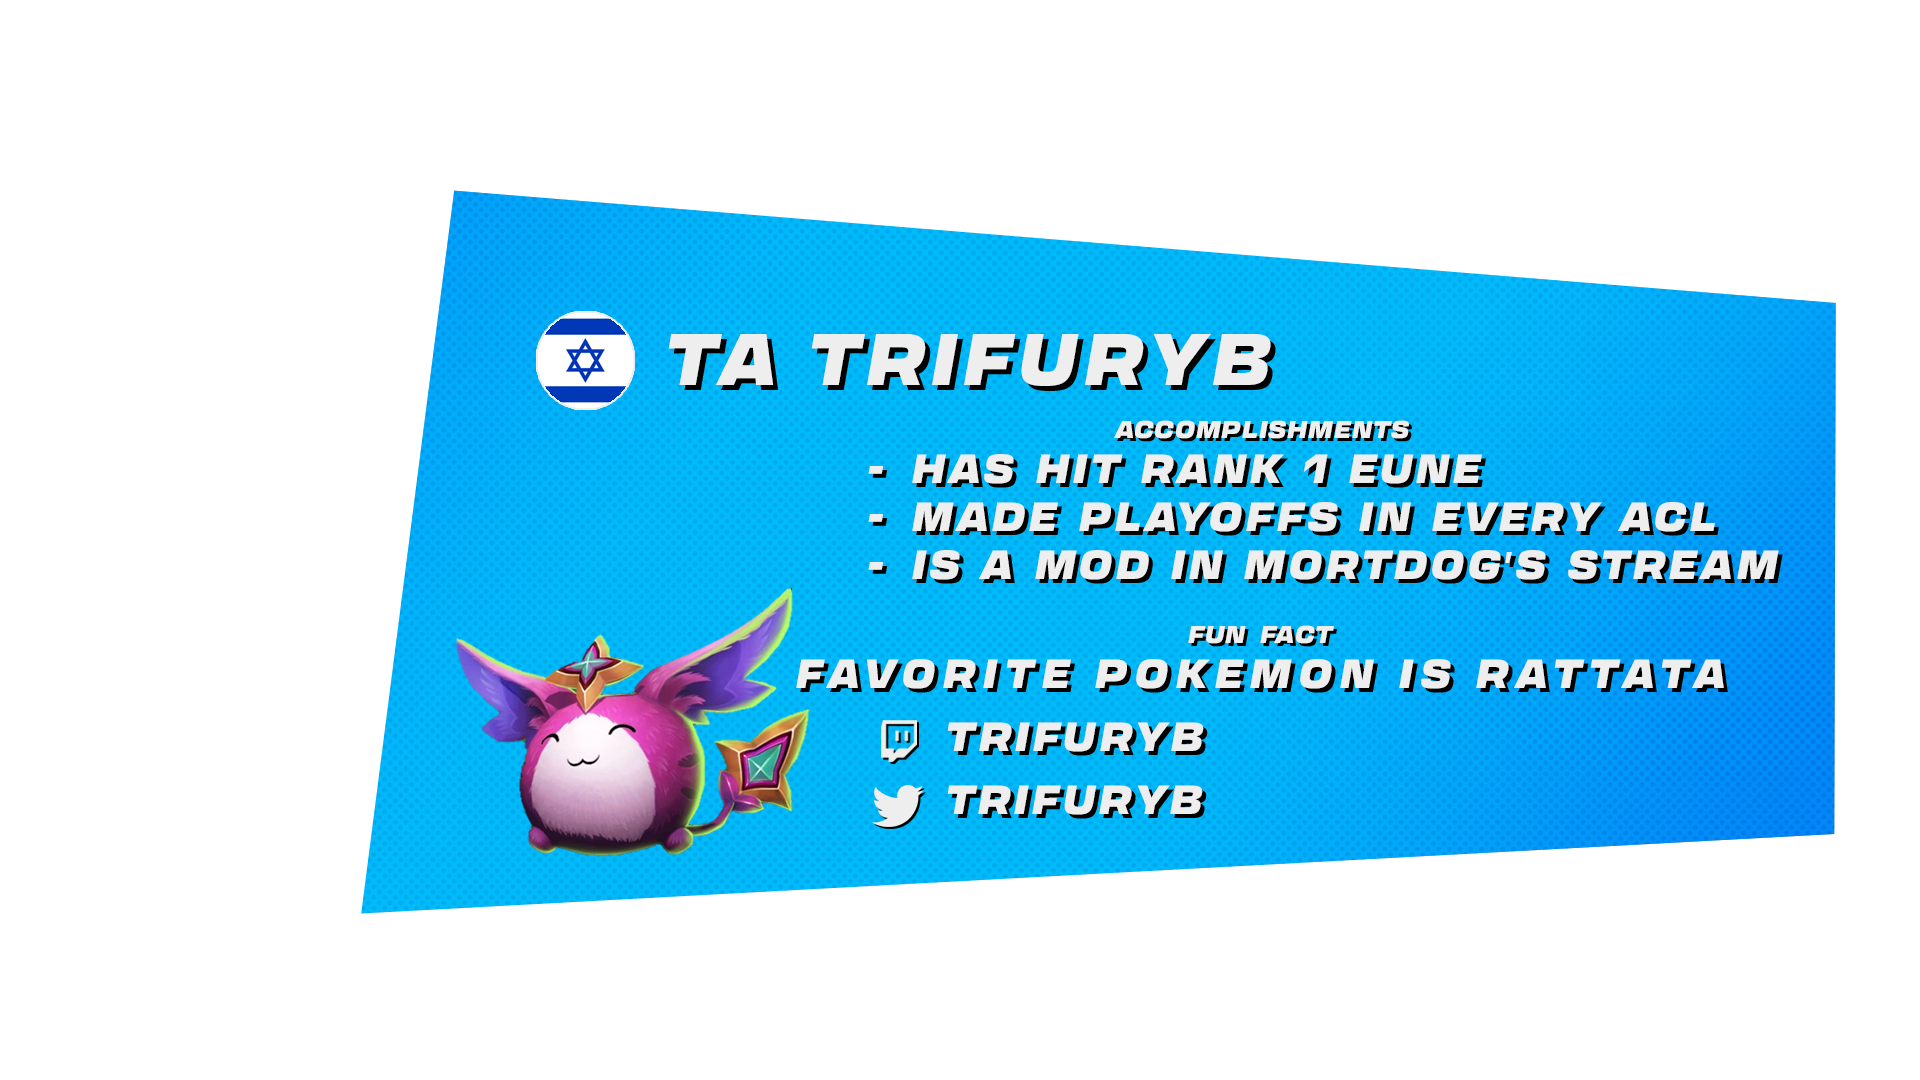 TA TRIFURYB
ACCOMPLISHMENTS
- HAS HIT RANK 1 EUNE
- MADE PLAYOFFS IN EVERY ACL
- IS A MOD IN MORTDOG'S STREAM
FUN FACT
FAVORITE POKEMON IS RATTATA
TRIFURYB
TRIFURYB